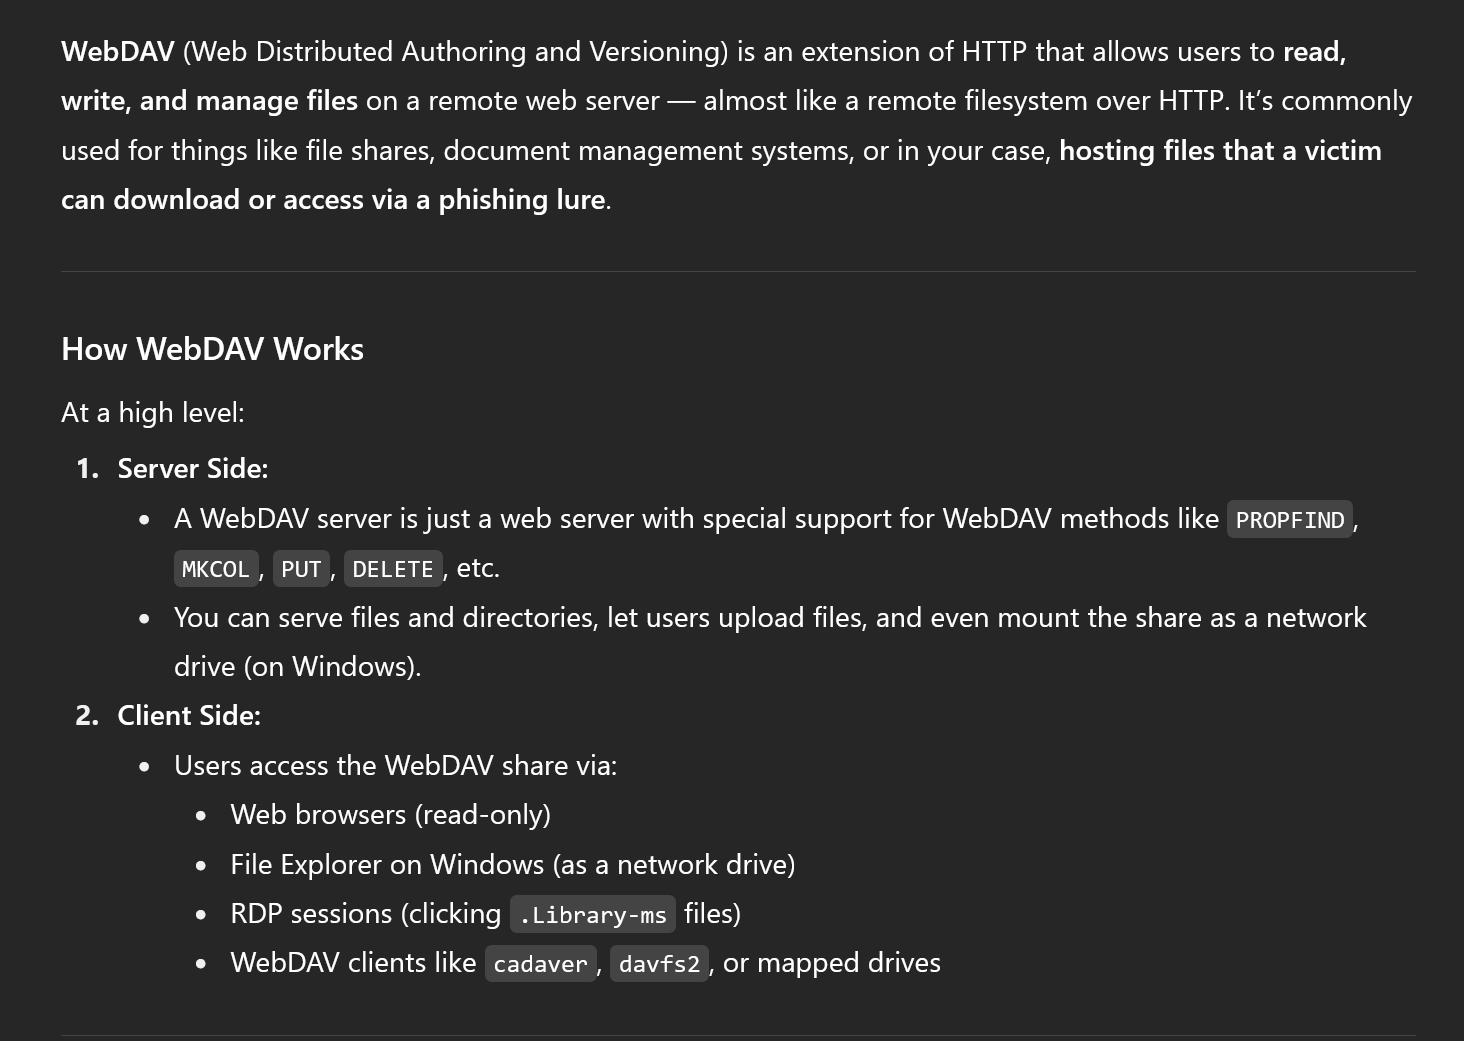 WebDAV (Web Distributed Authoring and Versioning) is an extension of HTTP that allows users to read,
write, and manage files on a remote web server — almost like a remote filesystem over HTTP. It’s commonly
used for things like file shares, document management systems, or in your case, hosting files that a victim
can download or access via a phishing lure.
How WebDAV Works
At a high level:
1. Server Side:
• A WebDAV server is just a web server with special support for WebDAV methods like PROPFIND,
MKCOL, PUT, DELETE, etc.
• You can serve files and directories, let users upload files, and even mount the share as a network
drive (on Windows).
2. Client Side:
• Users access the WebDAV share via:
• Web browsers (read-only)
• File Explorer on Windows (as a network drive)
• RDP sessions (clicking .Library-ms files)
• WebDAV clients like cadaver, davfs2, or mapped drives